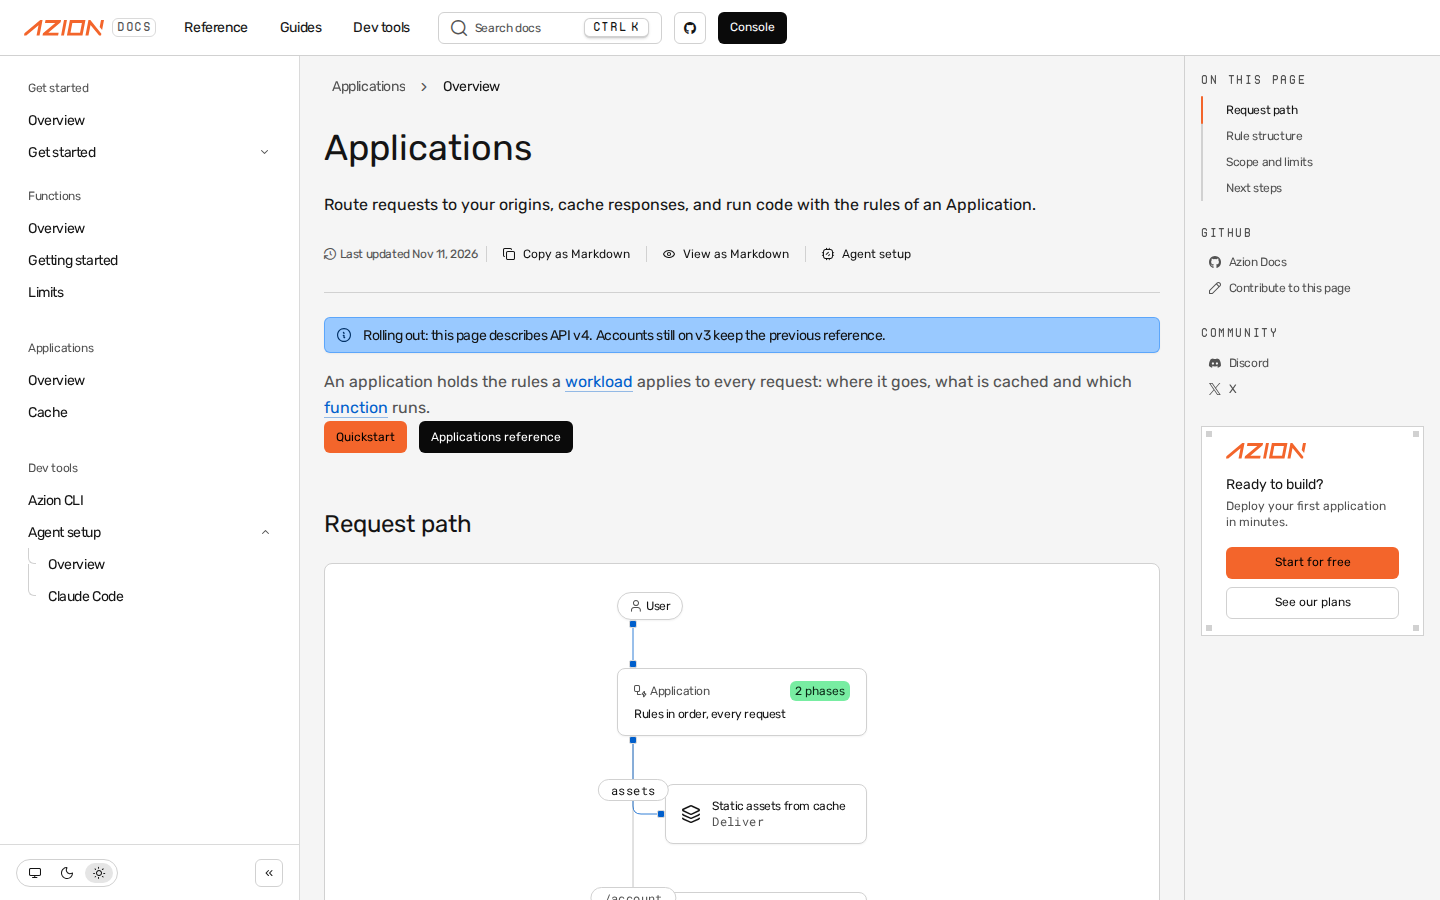 AZION DOCS
Reference
Guides
Dev tools
Search docs
CTRL K
Console
Get started
Overview
Get started
Functions
Overview
Getting started
Limits
Applications
Overview
Cache
Dev tools
Azion CLI
Agent setup
Overview
Claude Code
Applications
Overview
Applications
Route requests to your origins, cache responses, and run code with the rules of an Application.
Last updated Nov 11, 2026
Copy as Markdown
View as Markdown
Agent setup
Rolling out: this page describes API v4. Accounts still on v3 keep the previous reference.
An application holds the rules a workload applies to every request: where it goes, what is cached and which
function runs.
Quickstart
Applications reference
Request path
User
Application
2 phases
Rules in order, every request
assets
Static assets from cache
Deliver
/account
ON THIS PAGE
Request path
Rule structure
Scope and limits
Next steps
GITHUB
Azion Docs
Contribute to this page
COMMUNITY
Discord
X
AZION
Ready to build?
Deploy your first application
in minutes.
Start for free
See our plans